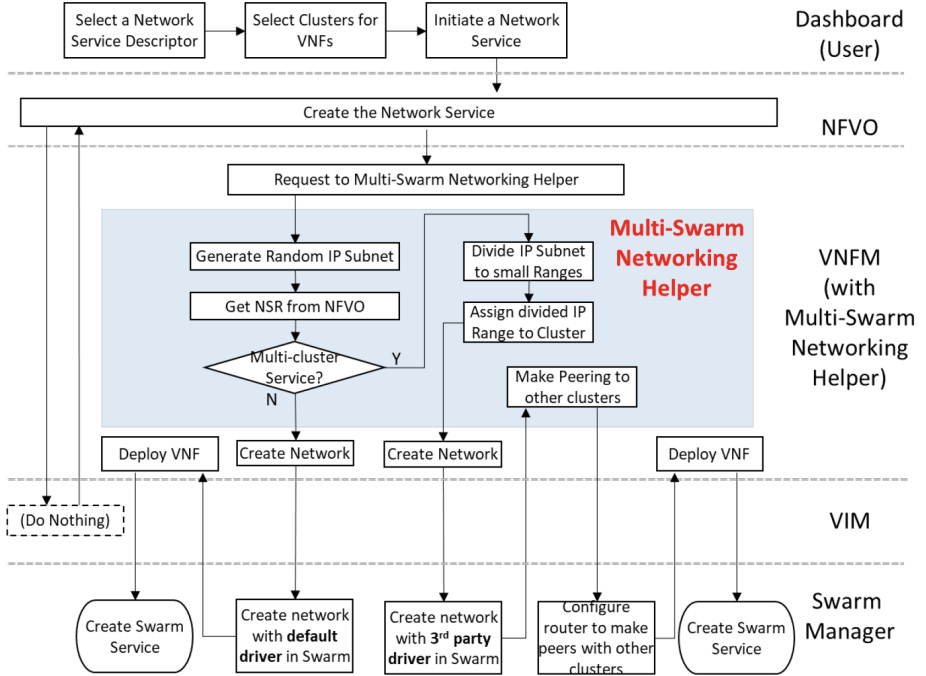 Select a Network
Service Descriptor
Select Clusters for
VNFs
Initiate a Network
Service
Dashboard
(User)
Create the Network Service
NFVO
Request to Multi-Swarm Networking Helper
Multi-Swarm
Networking
Helper
Generate Random IP Subnet
Get NSR from NFVO
Multi-cluster
Service?
Y
N
Divide IP Subnet
to small Ranges
Assign divided IP
Range to Cluster
Make Peering to
other clusters
VNFM
(with
Multi-Swarm
Networking
Helper)
Deploy VNF
Create Network
Create Network
Deploy VNF
(Do Nothing)
VIM
Create Swarm
Service
Create network
with default
driver in Swarm
Create network
with 3rd party
driver in Swarm
Configure
router to make
peers with other
clusters
Create Swarm
Service
Swarm
Manager